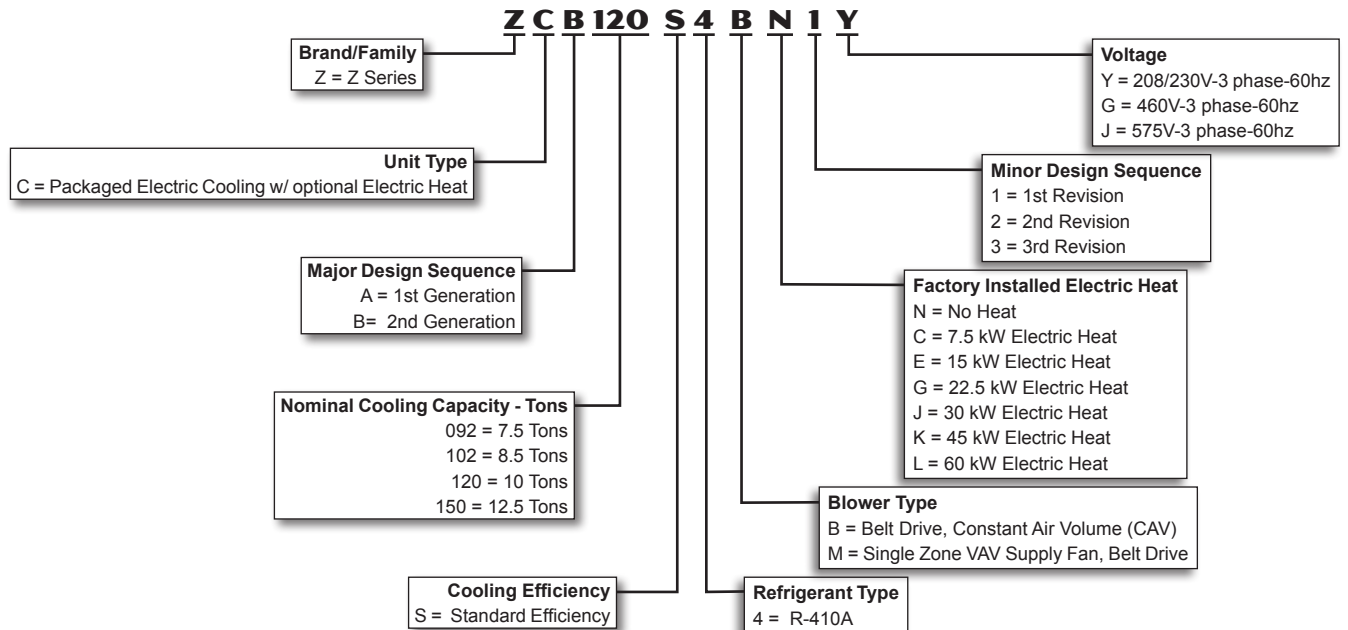 Z C B 120 S 4 B N 1 Y
Brand/Family
Z = Z Series
Unit Type
C = Packaged Electric Cooling w/ optional Electric Heat
Major Design Sequence
A = 1st Generation
B= 2nd Generation
Nominal Cooling Capacity - Tons
092 = 7.5 Tons
102 = 8.5 Tons
120 = 10 Tons
150 = 12.5 Tons
Cooling Efficiency
S = Standard Efficiency
Voltage
Y = 208/230V-3 phase-60hz
G = 460V-3 phase-60hz
J = 575V-3 phase-60hz
Minor Design Sequence
1 = 1st Revision
2 = 2nd Revision
3 = 3rd Revision
Factory Installed Electric Heat
N = No Heat
C = 7.5 kW Electric Heat
E = 15 kW Electric Heat
G = 22.5 kW Electric Heat
J = 30 kW Electric Heat
K = 45 kW Electric Heat
L = 60 kW Electric Heat
Blower Type
B = Belt Drive, Constant Air Volume (CAV)
M = Single Zone VAV Supply Fan, Belt Drive
Refrigerant Type
4 = R-410A